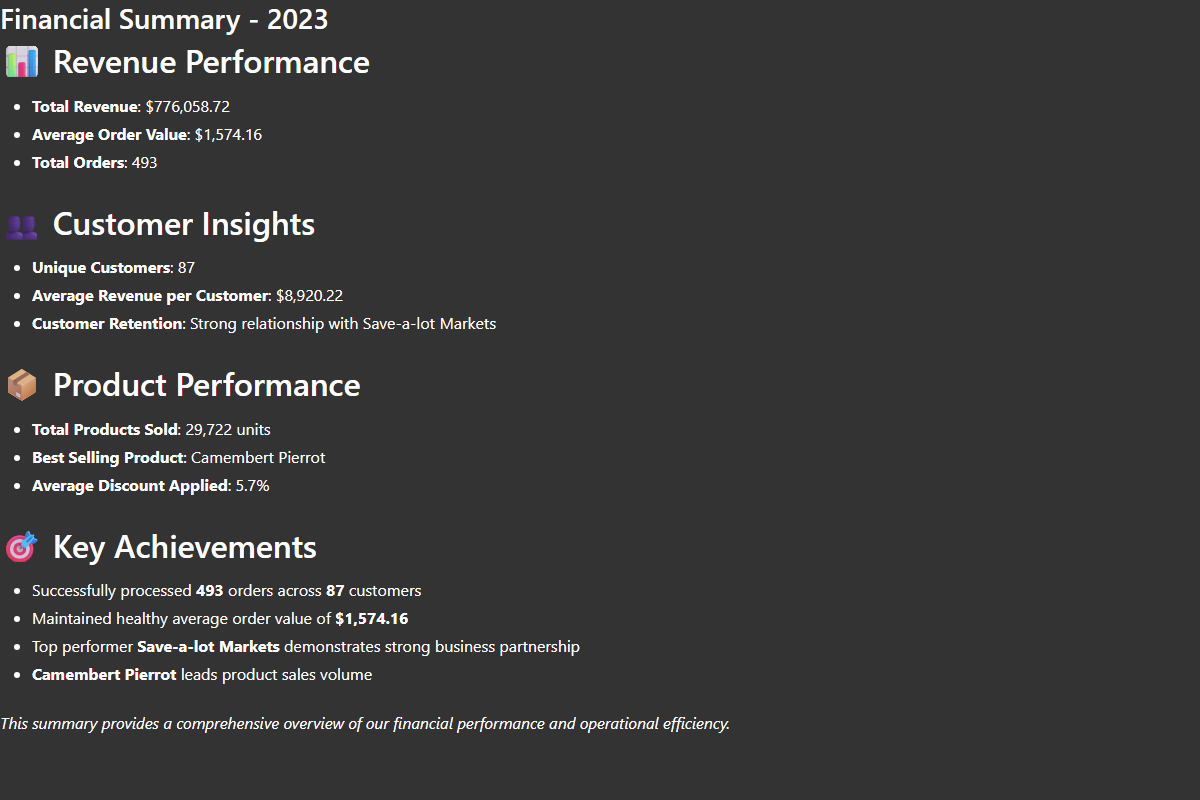 Financial Summary - 2023
Revenue Performance
Total Revenue: $776,058.72
Average Order Value: $1,574.16
Total Orders: 493
Customer Insights
Unique Customers: 87
Average Revenue per Customer: $8,920.22
Customer Retention: Strong relationship with Save-a-lot Markets
Product Performance
Total Products Sold: 29,722 units
Best Selling Product: Camembert Pierrot
Average Discount Applied: 5.7%
Key Achievements
Successfully processed 493 orders across 87 customers
Maintained healthy average order value of $1,574.16
Top performer Save-a-lot Markets demonstrates strong business partnership
Camembert Pierrot leads product sales volume
This summary provides a comprehensive overview of our financial performance and operational efficiency.